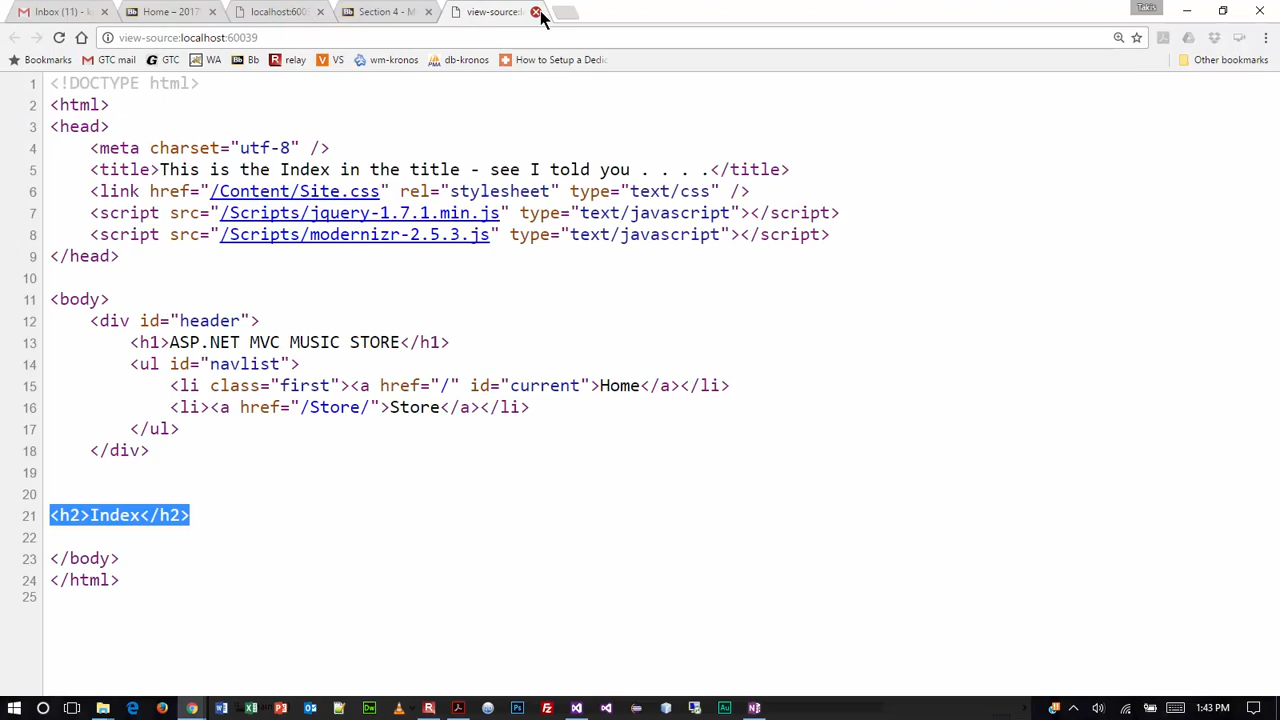 Inbox (11) -
Home – 2017
localhost:6003
Section 4 - M
view-source:
Takis
view-source:localhost:60039
Bookmarks
GTC mail
GTC
WA
Bb
relay
VS
wm-kronos
db-kronos
How to Setup a Dedic
Other bookmarks
1 <!DOCTYPE html>
2 <html>
3 <head>
4 <meta charset="utf-8" />
5 <title>This is the Index in the title - see I told you . . . .</title>
6 <link href="/Content/Site.css" rel="stylesheet" type="text/css" />
7 <script src="/Scripts/jquery-1.7.1.min.js" type="text/javascript"></script>
8 <script src="/Scripts/modernizr-2.5.3.js" type="text/javascript"></script>
9 </head>
10
11 <body>
12 <div id="header">
13 <h1>ASP.NET MVC MUSIC STORE</h1>
14 <ul id="navlist">
15 <li class="first"><a href="/" id="current">Home</a></li>
16 <li><a href="/Store/">Store</a></li>
17 </ul>
18 </div>
19
20
21 <h2>Index</h2>
22
23 </body>
24 </html>
25
1:43 PM